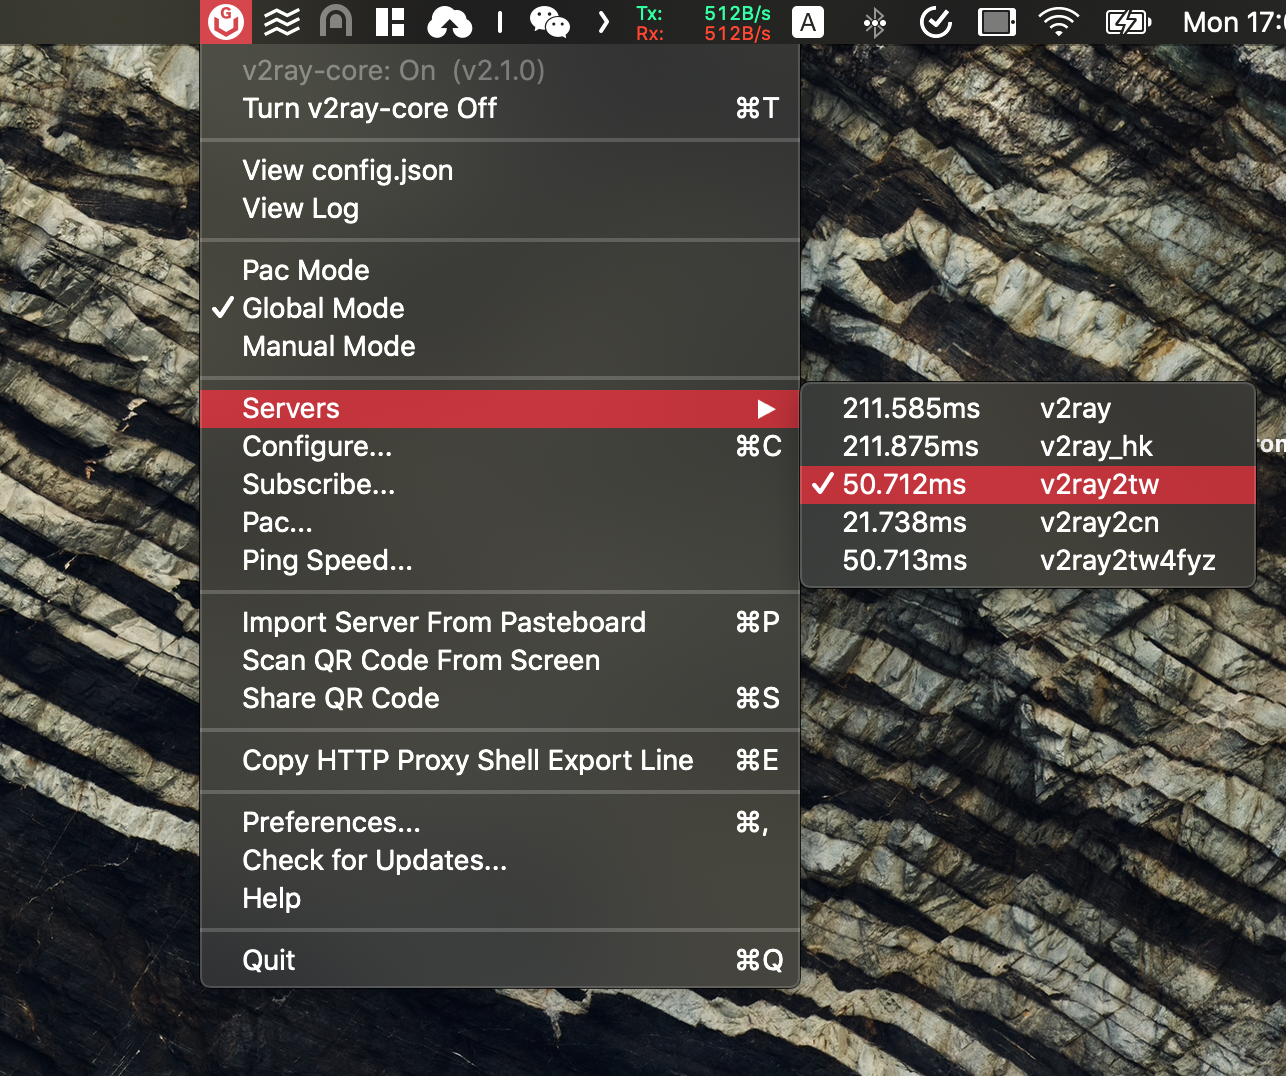 G
Tx: 512B/s
Rx: 512B/s
A
Mon 17:
v2ray-core: On (v2.1.0)
Turn v2ray-core Off ⌘T
View config.json
View Log
Pac Mode
✓ Global Mode
Manual Mode
Servers ▶
Configure... ⌘C
Subscribe...
Pac...
Ping Speed...
Import Server From Pasteboard ⌘P
Scan QR Code From Screen
Share QR Code ⌘S
Copy HTTP Proxy Shell Export Line ⌘E
Preferences... ⌘,
Check for Updates...
Help
Quit ⌘Q
211.585ms v2ray
211.875ms v2ray_hk
✓ 50.712ms v2ray2tw
21.738ms v2ray2cn
50.713ms v2ray2tw4fyz